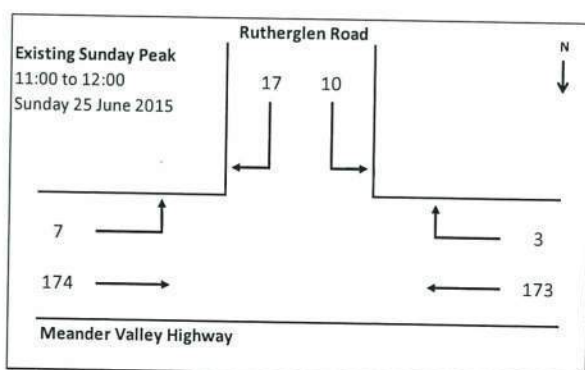 Rutherglen Road
Existing Sunday Peak
11:00 to 12:00
Sunday 25 June 2015
N
17 10
7
3
174
173
Meander Valley Highway